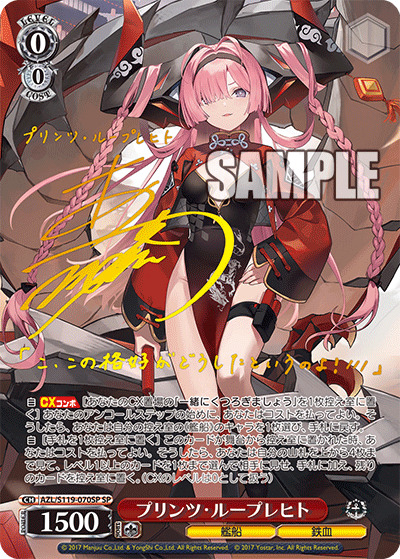 LEVEL
0
0
COST
プリンツ・ループレヒト
SAMPLE
「こ、この格好がどうしたというのよ！///」
自 CXコンボ [あなたのCX置場の「一緒にくつろぎましょう」を1枚控え室に置
く] あなたのアンコールステップの始めに、あなたはコストを払ってよい。そ
うしたら、あなたは自分の控え室の《艦船》のキャラを1枚選び、手札に戻す。
自 [手札を1枚控え室に置く] このカードが舞台から控え室に置かれた時、あ
なたはコストを払ってよい。そうしたら、あなたは自分の山札を上から4枚ま
で見て、レベル1以上のカードを1枚まで選んで相手に見せ、手札に加え、残り
のカードを控え室に置く。（CXのレベルは0として扱う）
CH AZL/S119-070SP SP
1500
プリンツ・ループレヒト
艦船
鉄血
© 2017 Manjuu Co.,Ltd. & YongShi Co.,Ltd. All Rights Reserved. © 2017 Yostar, Inc. All Rights Reserved.